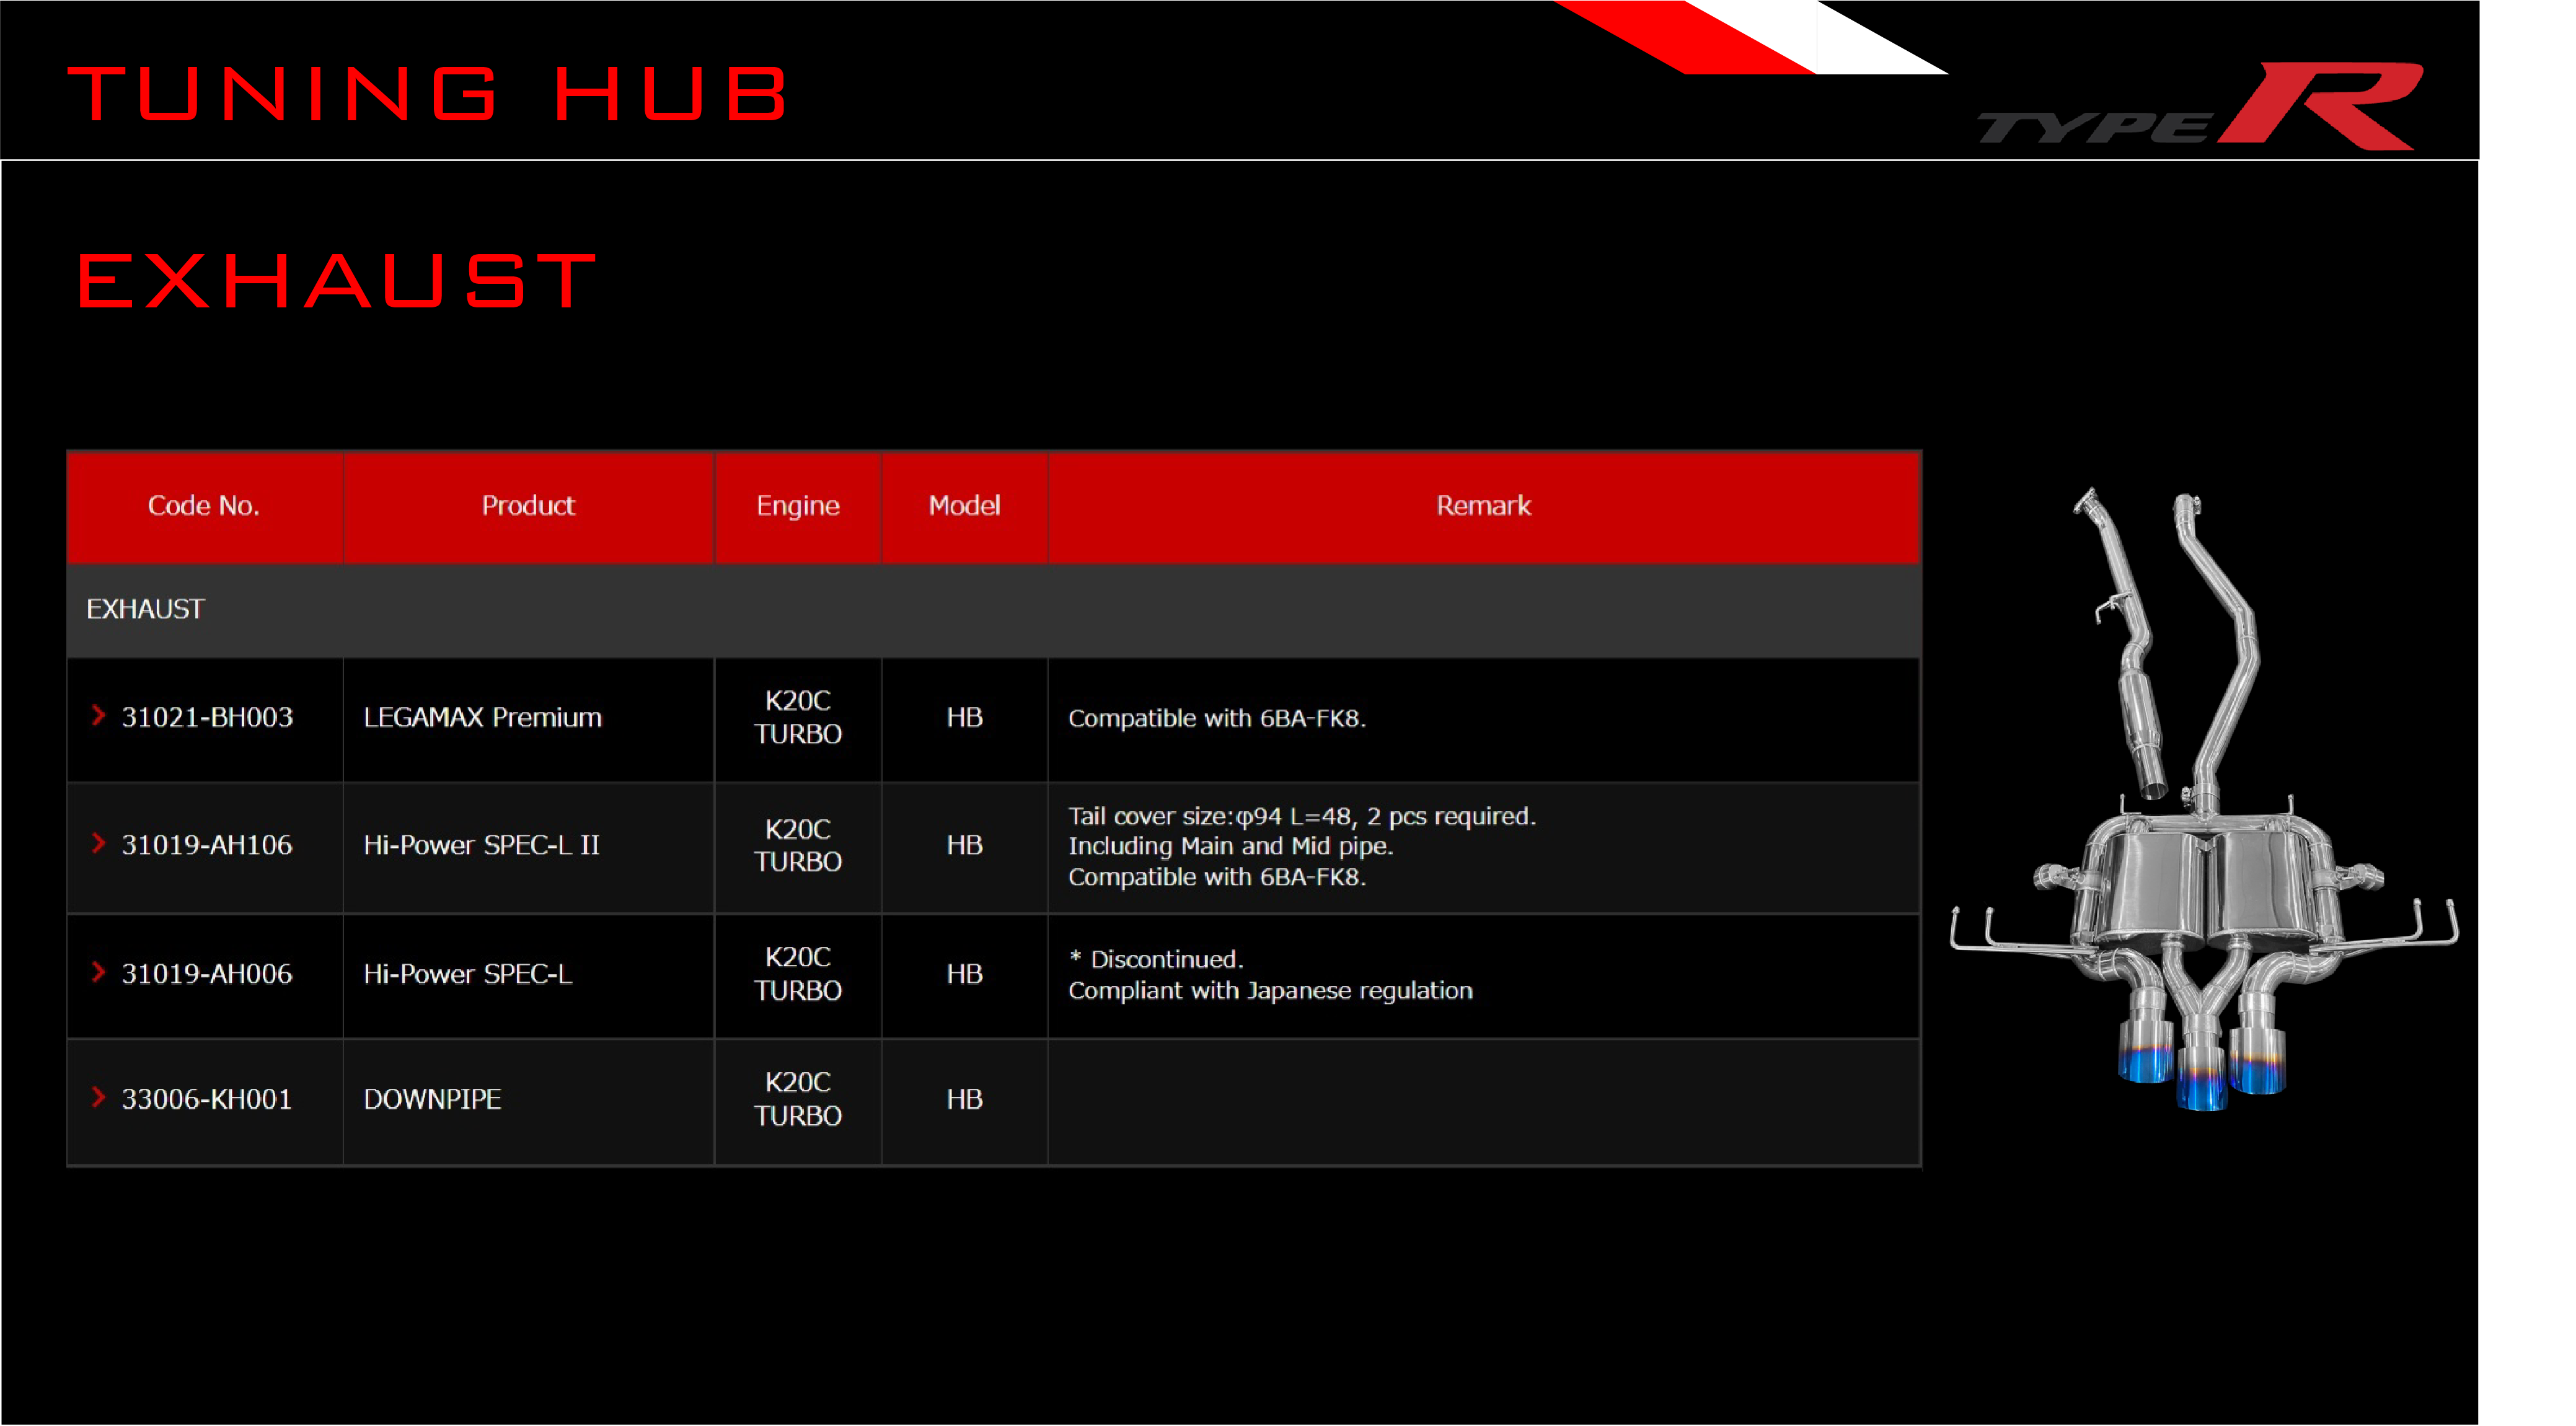 TUNING HUB
TYPE R
EXHAUST
Code No. Product Engine Model Remark
EXHAUST
31021-BH003 LEGAMAX Premium K20C TURBO HB Compatible with 6BA-FK8.
31019-AH106 Hi-Power SPEC-L II K20C TURBO HB Tail cover size:φ94 L=48, 2 pcs required.
Including Main and Mid pipe.
Compatible with 6BA-FK8.
31019-AH006 Hi-Power SPEC-L K20C TURBO HB * Discontinued.
Compliant with Japanese regulation
33006-KH001 DOWNPIPE K20C TURBO HB